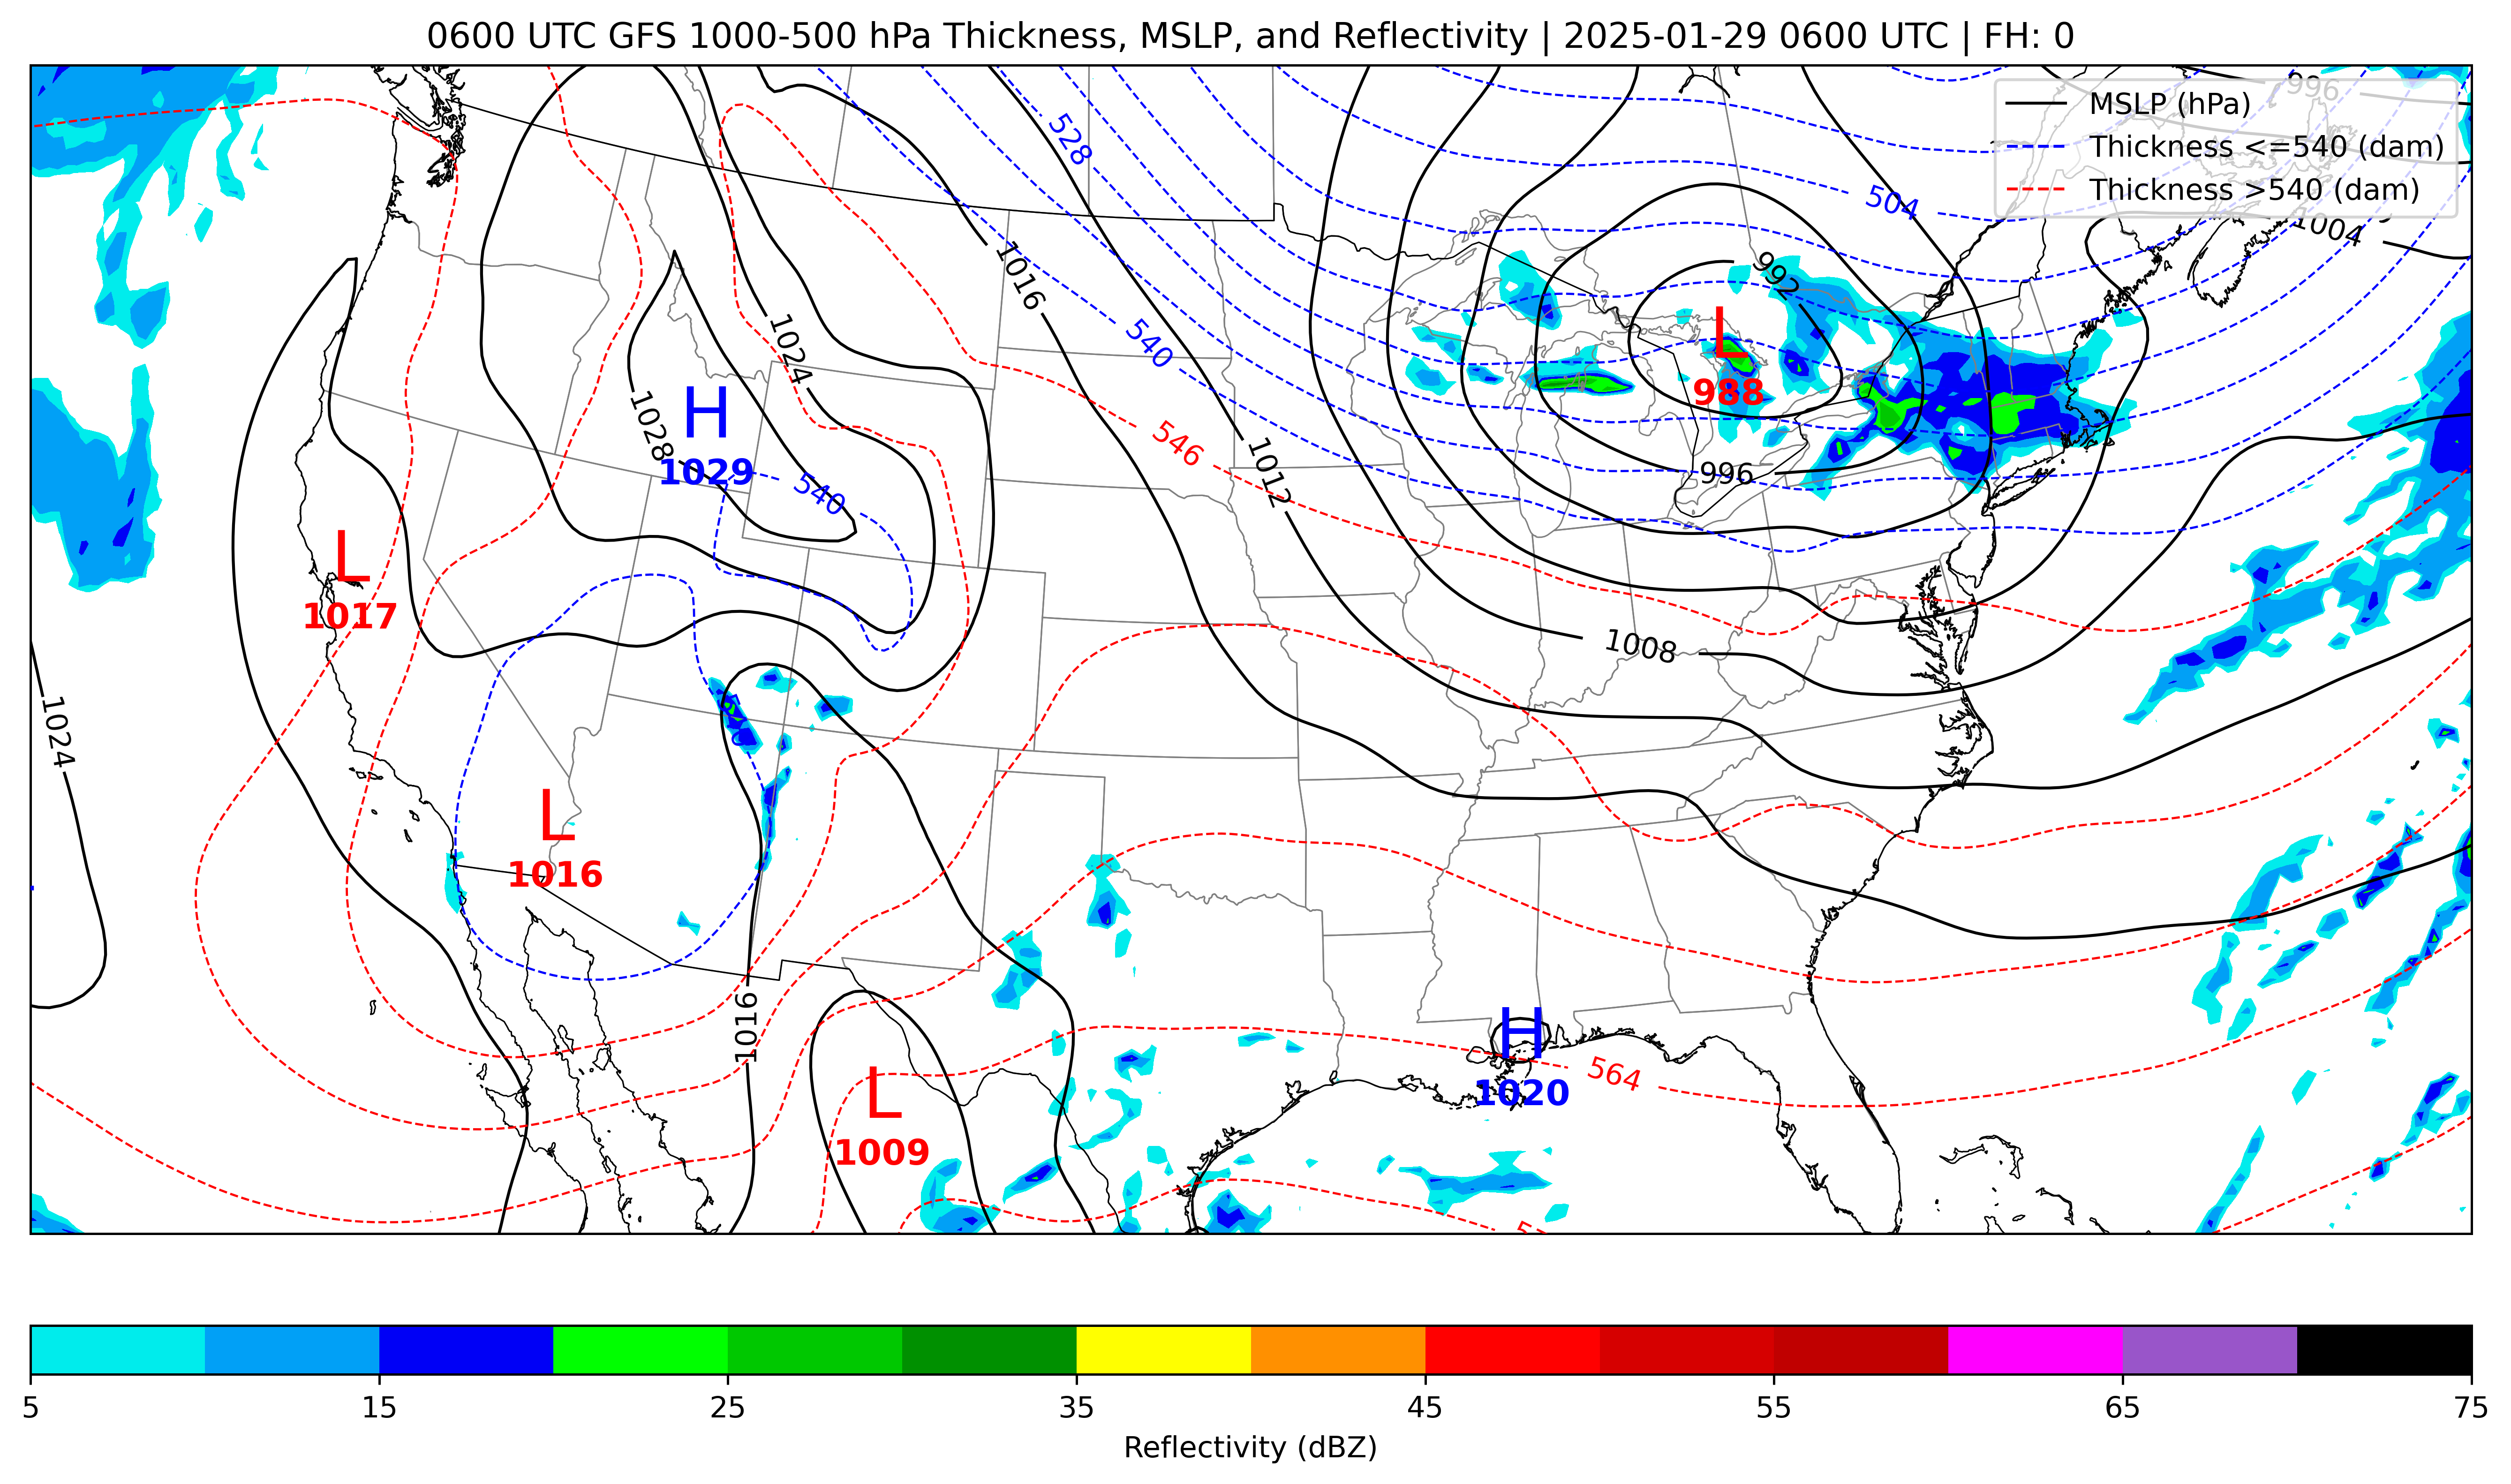 0600 UTC GFS 1000-500 hPa Thickness, MSLP, and Reflectivity | 2025-01-29 0600 UTC | FH: 0
MSLP (hPa)
Thickness <=540 (dam)
Thickness >540 (dam)
996
528
504
1004
1016
992
1024
540
L
988
H
1029
1028
546
1012
996
540
L
1017
1008
1024
540
L
1016
1016
H
1020
564
L
1009
5 15 25 35 45 55 65 75
Reflectivity (dBZ)